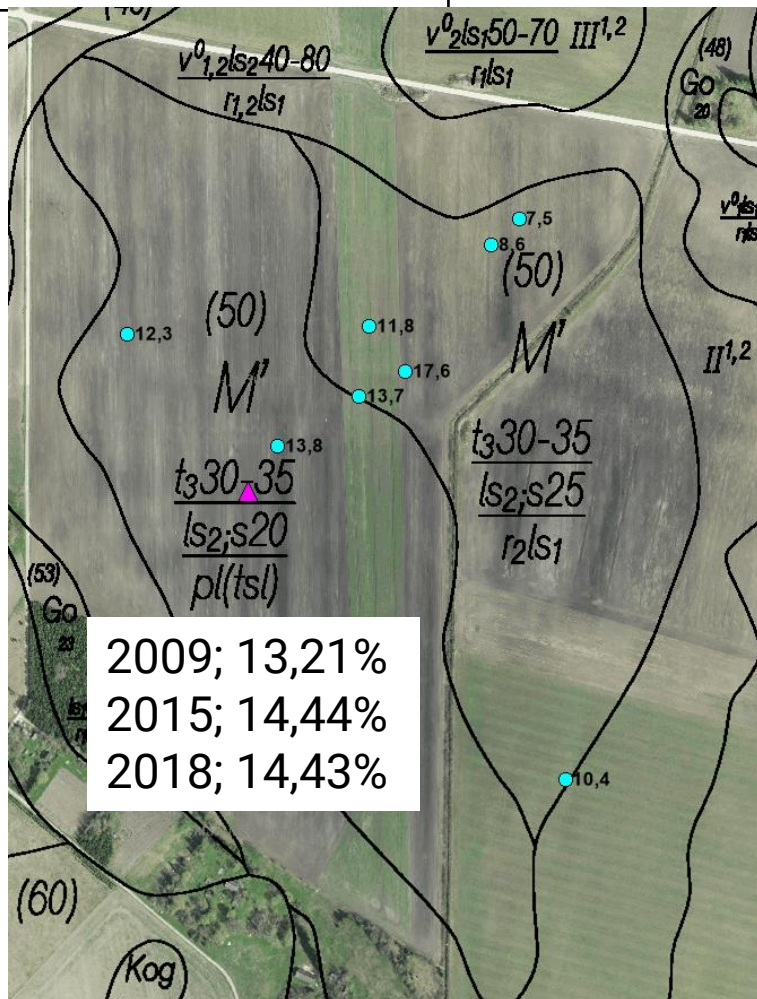 v⁰₁,₂ls₂40-80
r₁,₂ls₁
v⁰₂ls₁50-70 III¹,²
r₁ls₁
(48)
Go
20
7,5
8,6
(50)
M'
t₃30-35
ls₂;s25
r₂ls₁
II¹,²
12,3
(50)
M'
11,8
17,6
13,7
13,8
t₃30-35
ls₂;s20
pl(tsl)
(53)
Go
2009; 13,21%
2015; 14,44%
2018; 14,43%
10,4
(60)
Kog